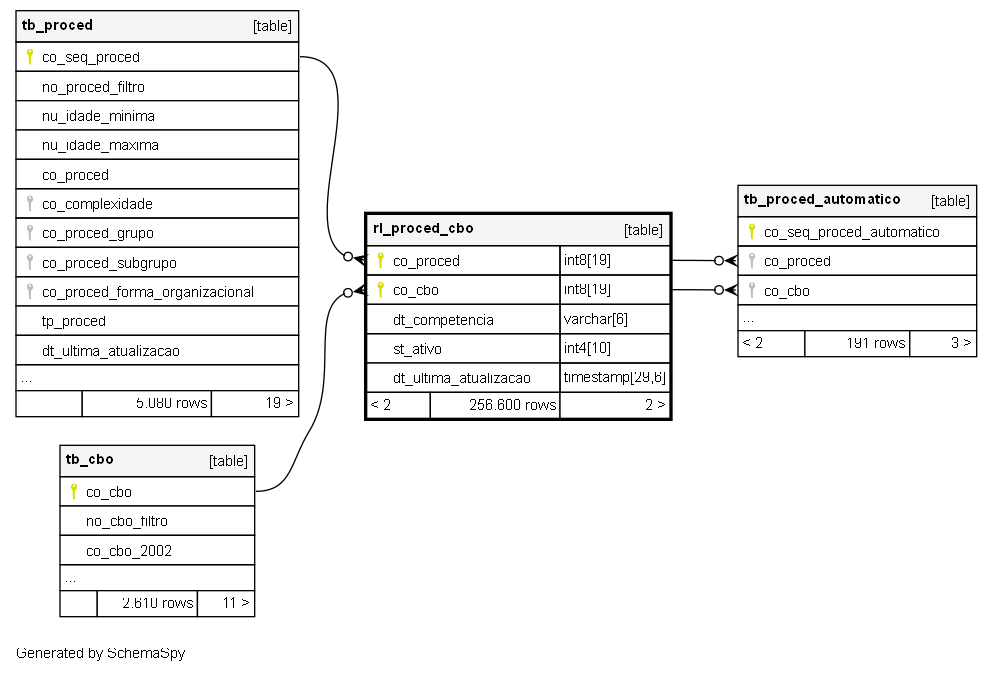 tb_proced [table]
co_seq_proced
no_proced_filtro
nu_idade_minima
nu_idade_maxima
co_proced
co_complexidade
co_proced_grupo
co_proced_subgrupo
co_proced_forma_organizacional
tp_proced
dt_ultima_atualizacao
...
5.080 rows 19 >
tb_cbo [table]
co_cbo
no_cbo_filtro
co_cbo_2002
...
2.610 rows 11 >
rl_proced_cbo [table]
co_proced int8[19]
co_cbo int8[19]
dt_competencia varchar[6]
st_ativo int4[10]
dt_ultima_atualizacao timestamp[29,6]
< 2 256.600 rows 2 >
tb_proced_automatico [table]
co_seq_proced_automatico
co_proced
co_cbo
...
< 2 191 rows 3 >
Generated by SchemaSpy